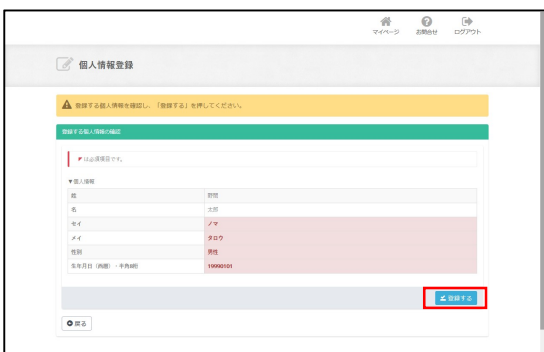 マイページ お問合せ ログアウト
個人情報登録
登録する個人情報を確認し、「登録する」を押してください。
登録する個人情報の確認
は必須項目です。
▼個人情報
姓 野間
名 太郎
セイ ノマ
メイ タロウ
性別 男性
生年月日（西暦）・半角8桁 19990101
登録する
戻る